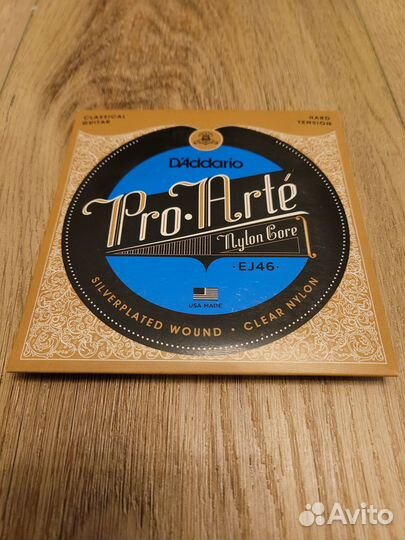 CLASSICAL
GUITAR
HARD
TENSION
D'Addario
Pro·Arté
Nylon Core
·EJ46·
USA MADE
SILVERPLATED WOUND · CLEAR NYLON
Avito